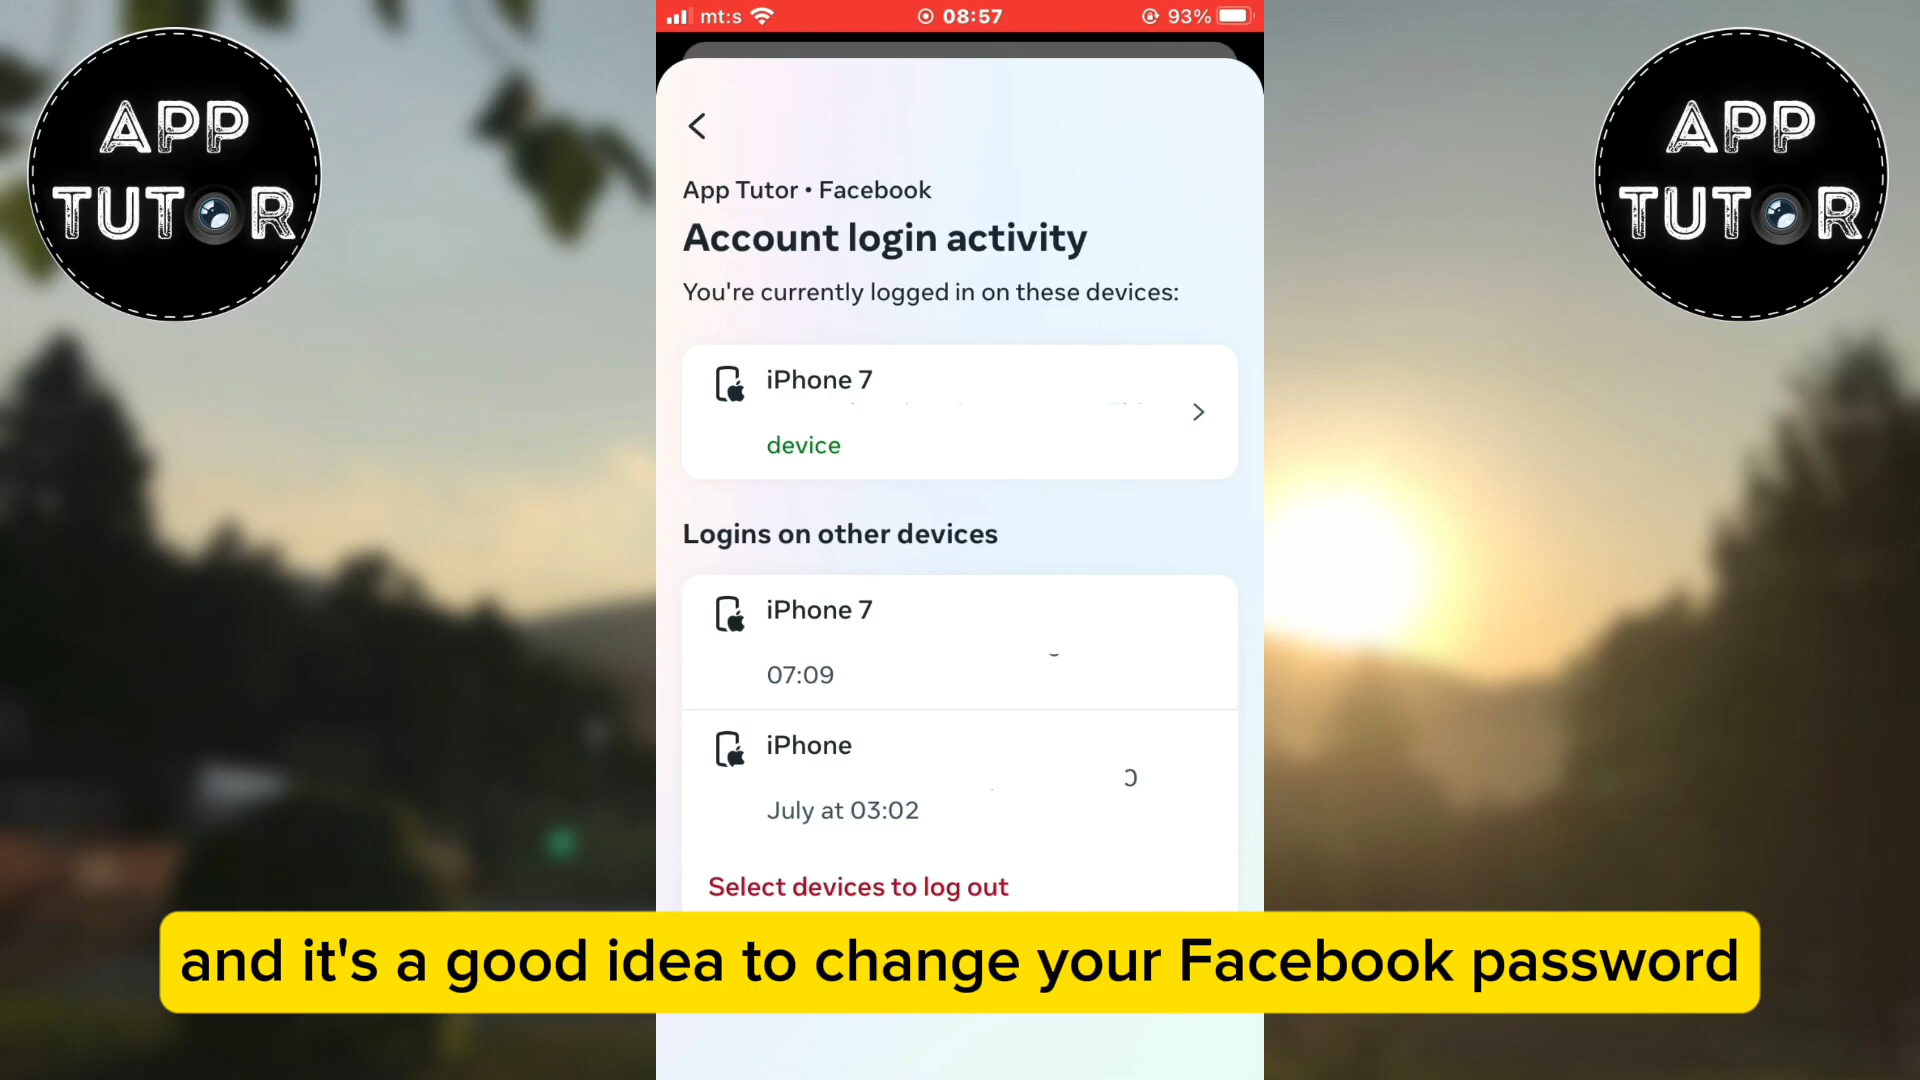 APP
TUTOR
mt:s
08:57
93%
APP
TUTOR
App Tutor • Facebook
Account login activity
You're currently logged in on these devices:
iPhone 7
device
Logins on other devices
iPhone 7
07:09
iPhone
July at 03:02
Select devices to log out
and it's a good idea to change your Facebook password